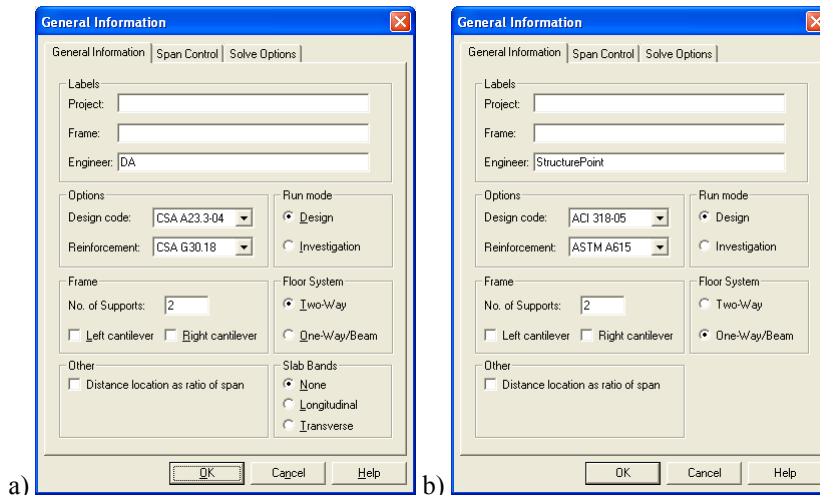 General Information
General Information Span Control Solve Options
Labels
Project:
Frame:
Engineer: DA
Options
Design code: CSA A23.3-04
Reinforcement: CSA G30.18
Run mode
Design
Investigation
Frame
No. of Supports: 2
Left cantilever Right cantilever
Floor System
Two-Way
One-Way/Beam
Other
Distance location as ratio of span
Slab Bands
None
Longitudinal
Transverse
OK Cancel Help
a)
General Information
General Information Span Control Solve Options
Labels
Project:
Frame:
Engineer: StructurePoint
Options
Design code: ACI 318-05
Reinforcement: ASTM A615
Run mode
Design
Investigation
Frame
No. of Supports: 2
Left cantilever Right cantilever
Floor System
Two-Way
One-Way/Beam
Other
Distance location as ratio of span
OK Cancel Help
b)